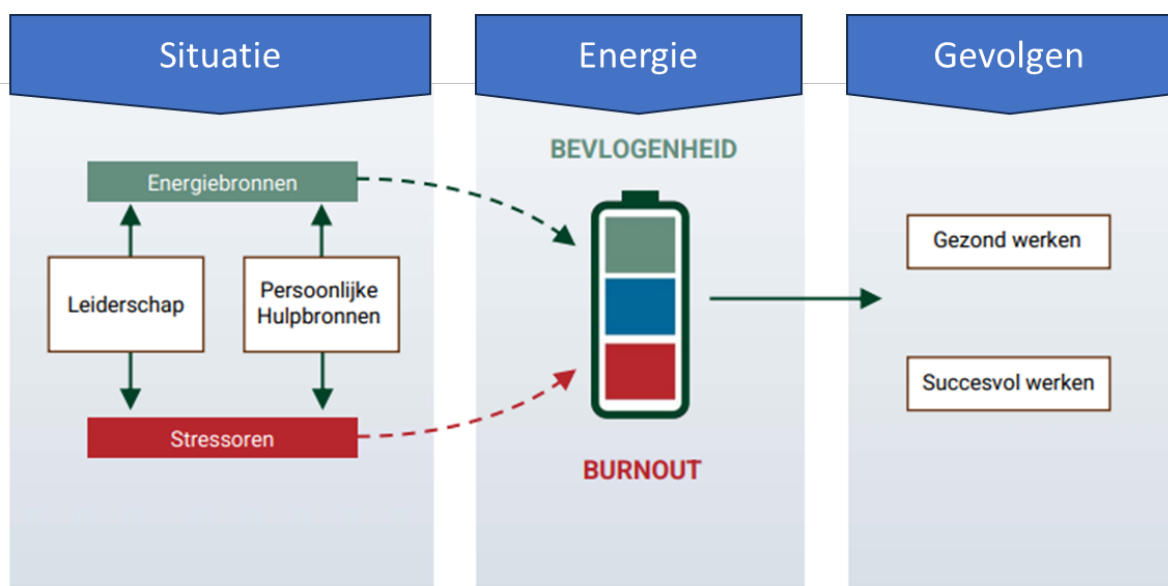 Situatie
Energie
Gevolgen
Energiebronnen
Leiderschap
Persoonlijke
Hulpbronnen
Stressoren
BEVLOGENHEID
BURNOUT
Gezond werken
Succesvol werken